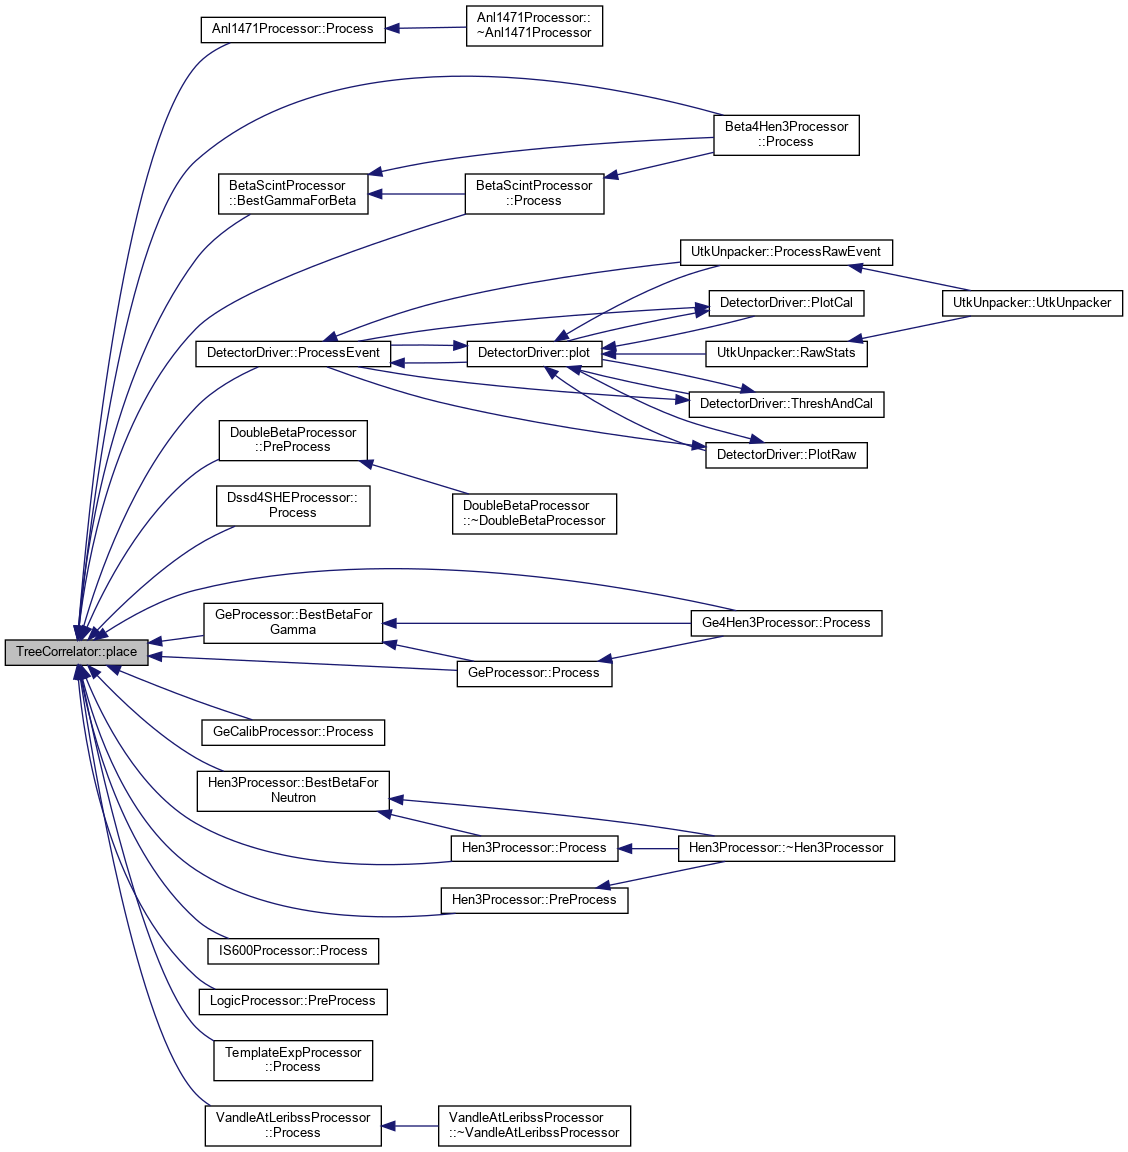 Anl1471Processor::Process
Anl1471Processor::
~Anl1471Processor
Beta4Hen3Processor
::Process
BetaScintProcessor
::BestGammaForBeta
BetaScintProcessor
::Process
UtkUnpacker::ProcessRawEvent
DetectorDriver::PlotCal
UtkUnpacker::UtkUnpacker
DetectorDriver::ProcessEvent
DetectorDriver::plot
UtkUnpacker::RawStats
DetectorDriver::ThreshAndCal
DetectorDriver::PlotRaw
DoubleBetaProcessor
::PreProcess
DoubleBetaProcessor
::~DoubleBetaProcessor
Dssd4SHEProcessor::
Process
GeProcessor::BestBetaFor
Gamma
Ge4Hen3Processor::Process
TreeCorrelator::place
GeProcessor::Process
GeCalibProcessor::Process
Hen3Processor::BestBetaFor
Neutron
Hen3Processor::Process
Hen3Processor::~Hen3Processor
Hen3Processor::PreProcess
IS600Processor::Process
LogicProcessor::PreProcess
TemplateExpProcessor
::Process
VandleAtLeribssProcessor
::Process
VandleAtLeribssProcessor
::~VandleAtLeribssProcessor